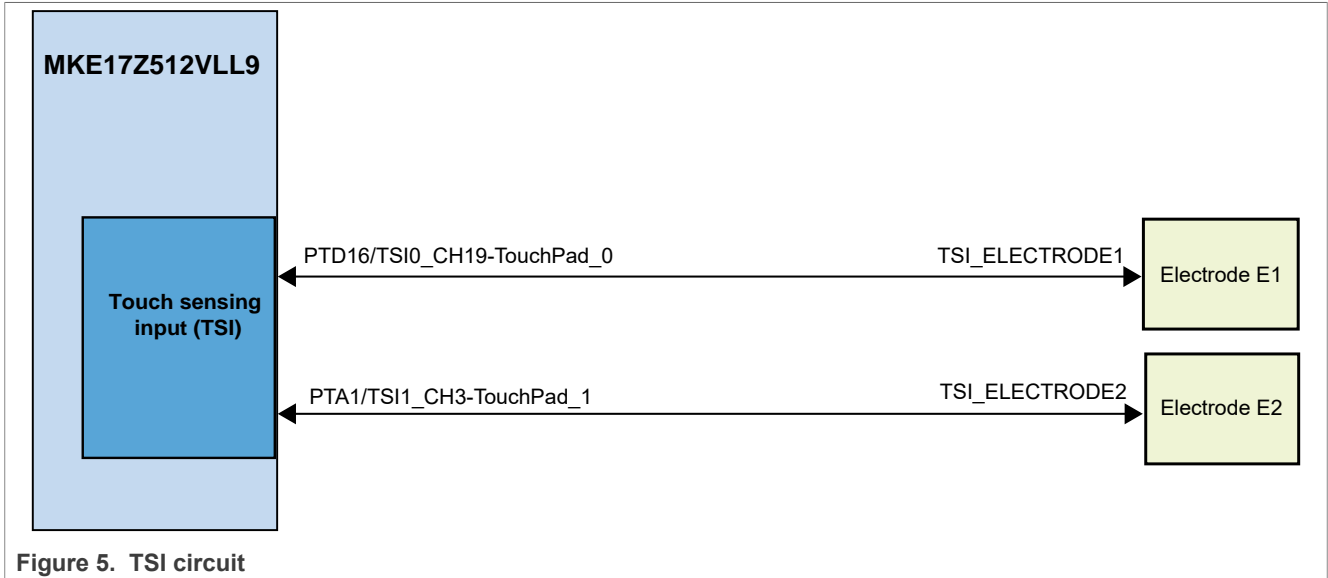 MKE17Z512VLL9
Touch sensing
input (TSI)
PTD16/TSI0_CH19-TouchPad_0
TSI_ELECTRODE1
Electrode E1
PTA1/TSI1_CH3-TouchPad_1
TSI_ELECTRODE2
Electrode E2
Figure 5. TSI circuit